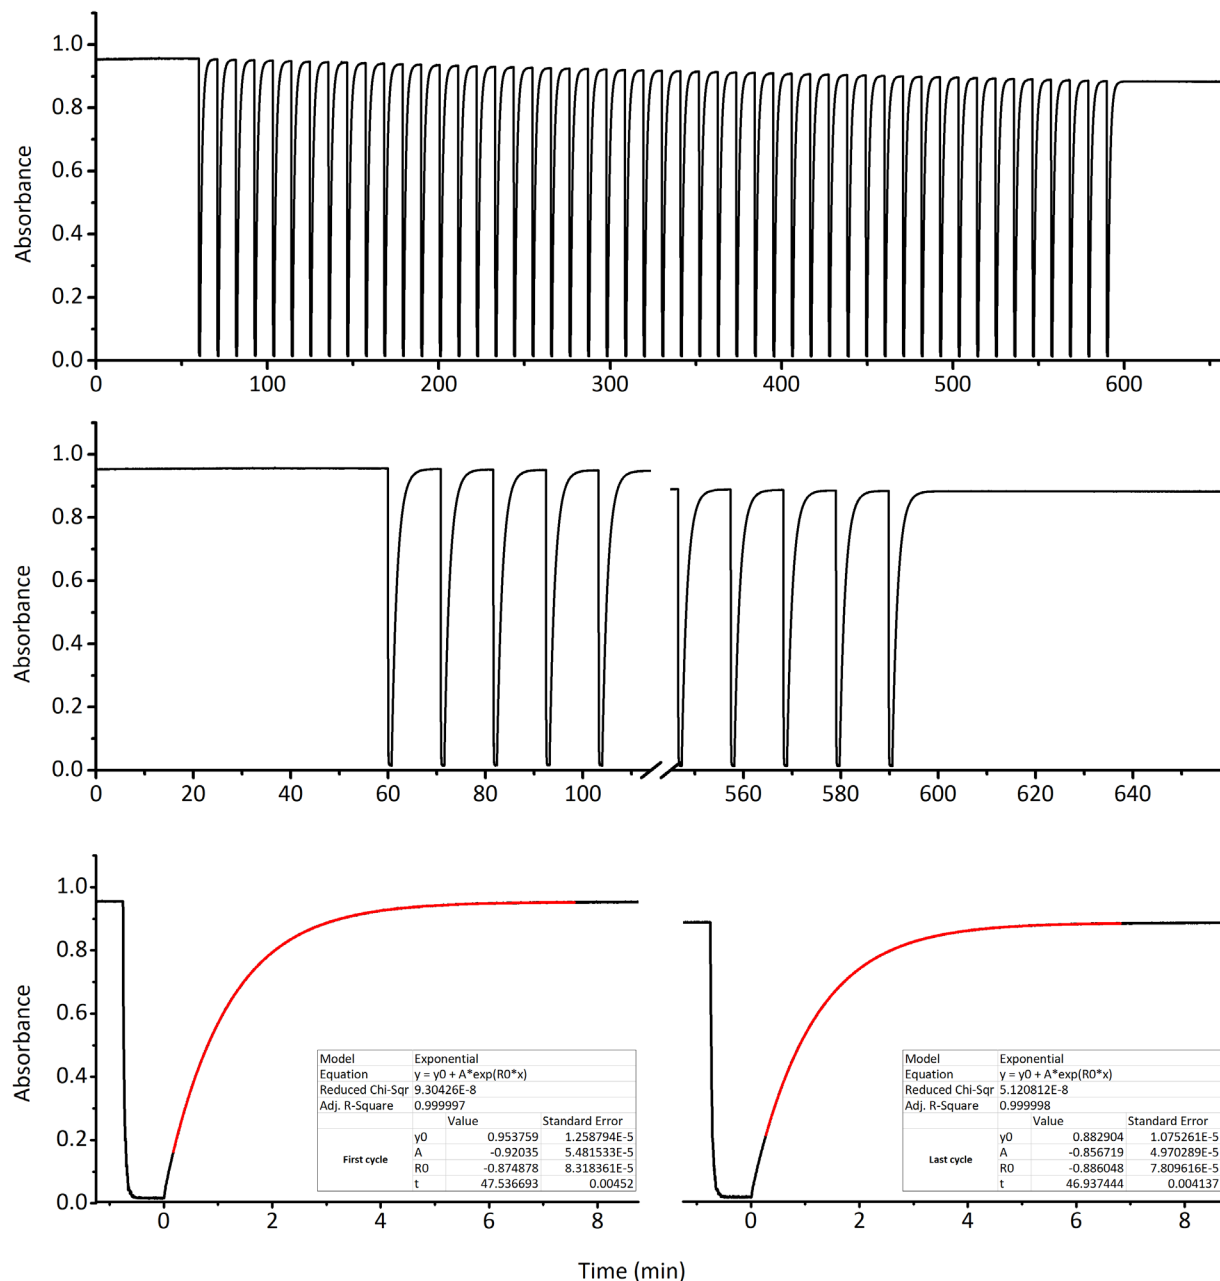 1.0
0.8
0.6
0.4
0.2
0.0
Absorbance
0 100 200 300 400 500 600
1.0
0.8
0.6
0.4
0.2
0.0
Absorbance
0 20 40 60 80 100 560 580 600 620 640
1.0
0.8
0.6
0.4
0.2
0.0
Absorbance
Model Exponential
Equation y = y0 + A*exp(R0*x)
Reduced Chi-Sqr 9.30426E-8
Adj. R-Square 0.999997
Value Standard Error
First cycle
y0 0.953759 1.258794E-5
A -0.92035 5.481533E-5
R0 -0.874878 8.318361E-5
t 47.536693 0.00452
0 2 4 6 8
Model Exponential
Equation y = y0 + A*exp(R0*x)
Reduced Chi-Sqr 5.120812E-8
Adj. R-Square 0.999998
Value Standard Error
Last cycle
y0 0.882904 1.075261E-5
A -0.856719 4.970289E-5
R0 -0.886048 7.809616E-5
t 46.937444 0.004137
0 2 4 6 8
Time (min)